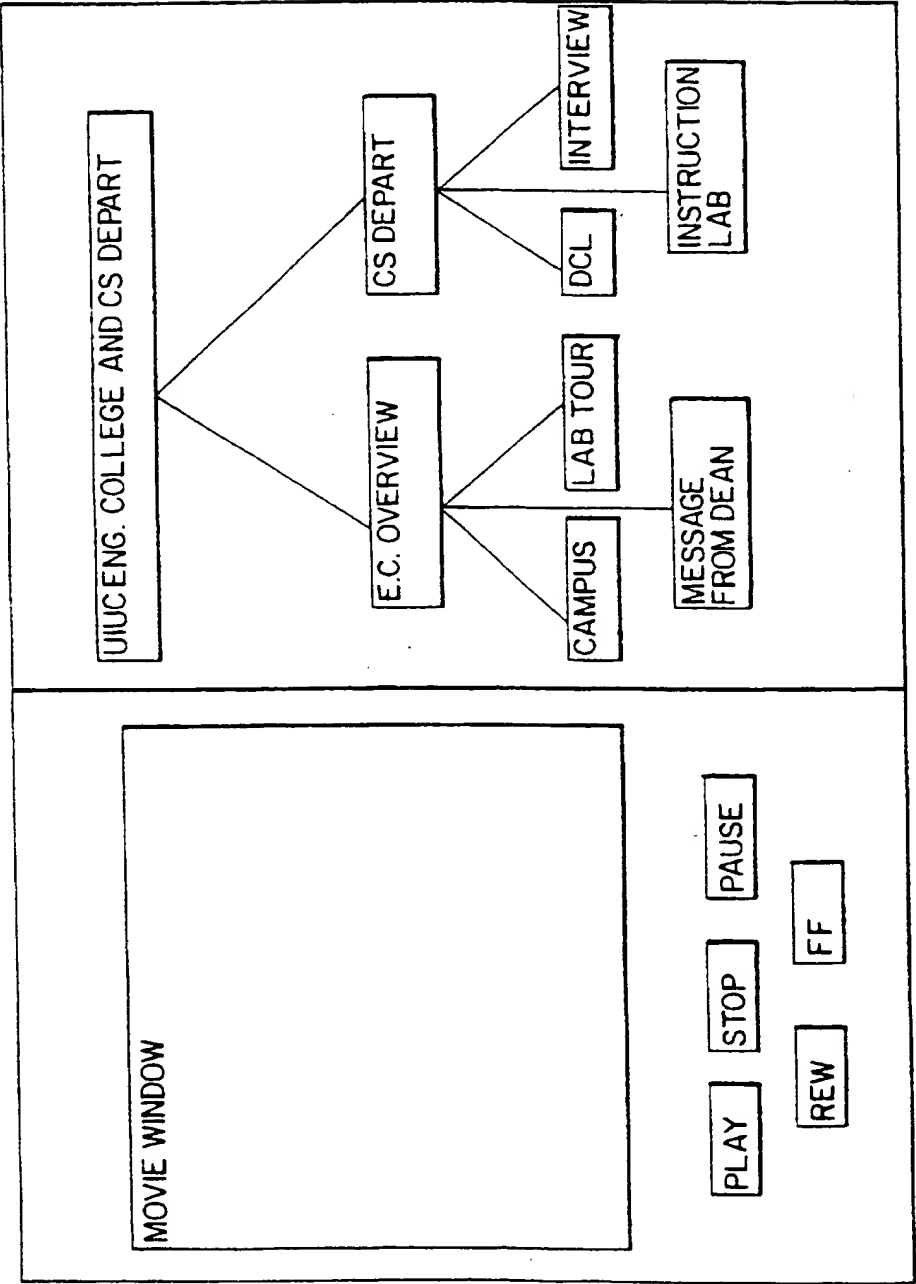 MOVIE WINDOW
PLAY
STOP
PAUSE
REW
FF
UIUC ENG. COLLEGE AND CS DEPART
E.C. OVERVIEW
CS DEPART
CAMPUS
LAB TOUR
DCL
INTERVIEW
MESSAGE
FROM DEAN
INSTRUCTION
LAB